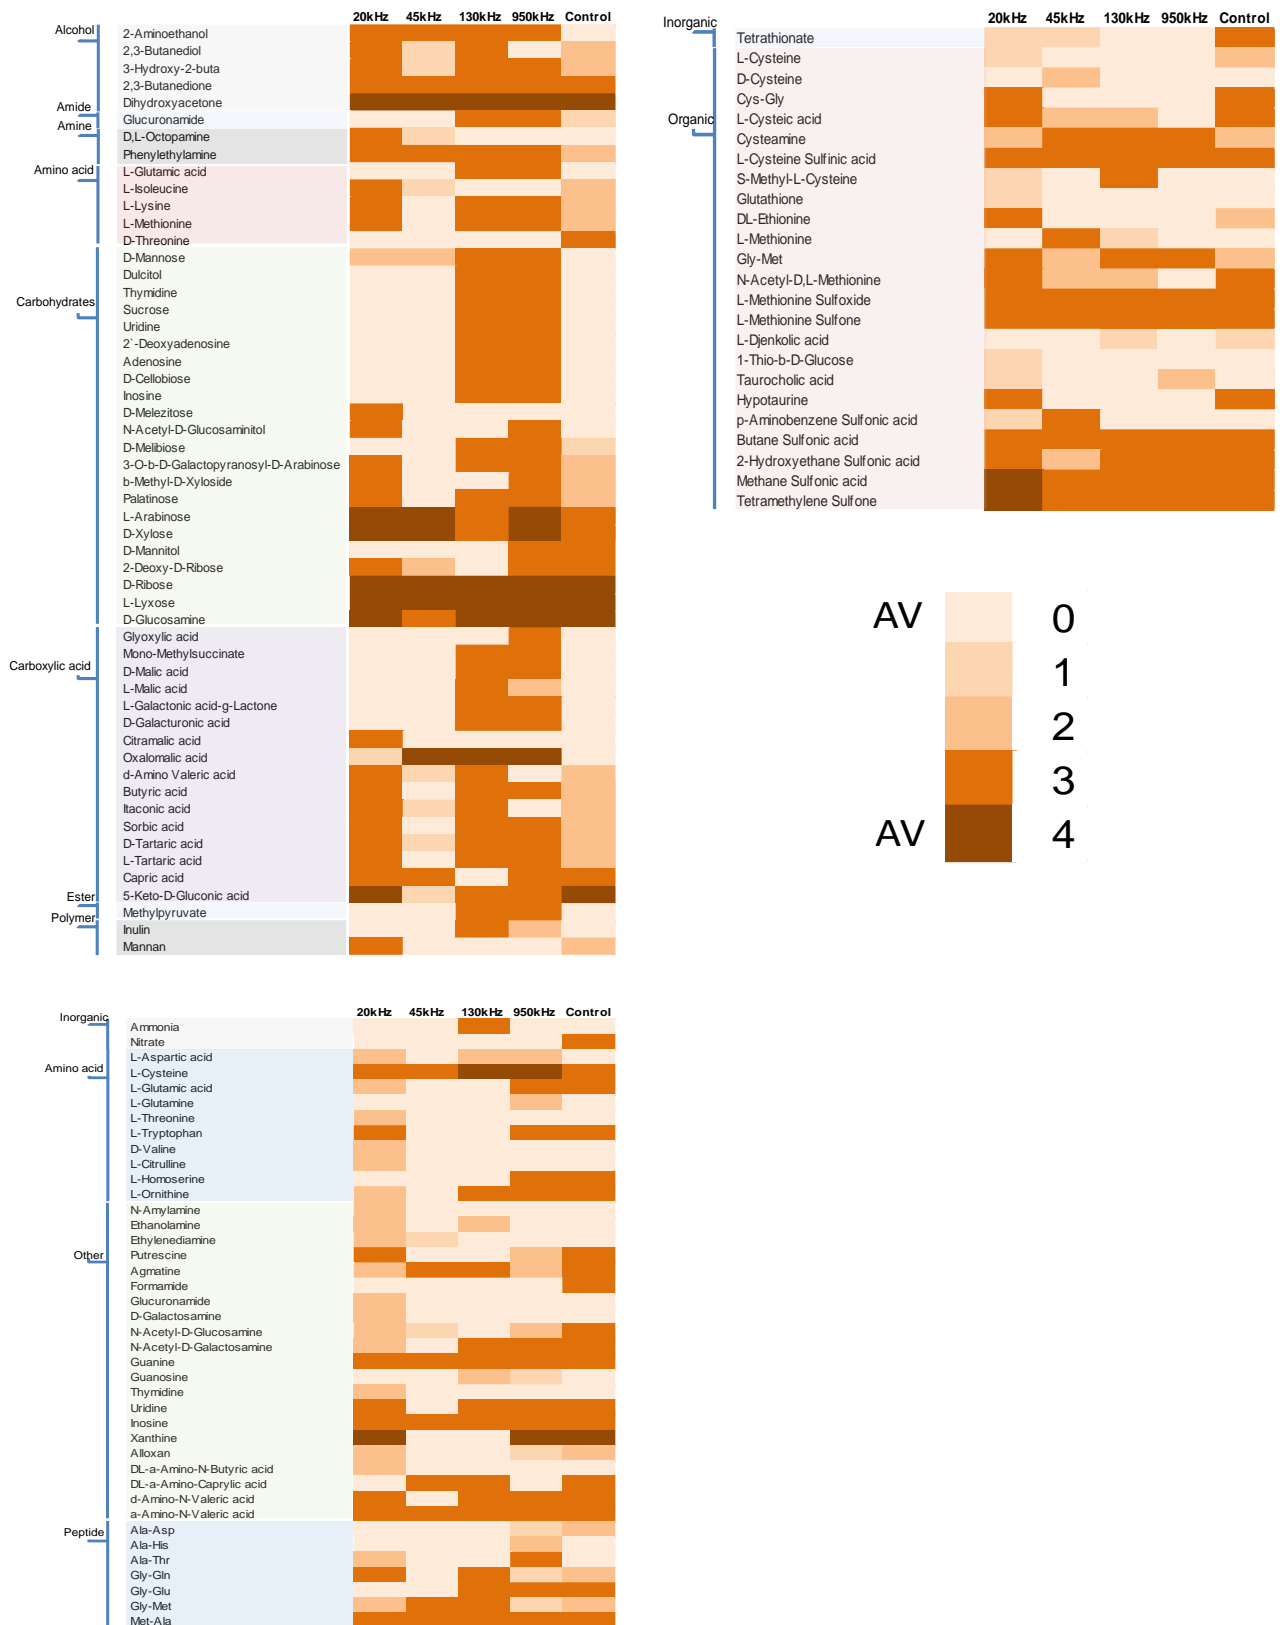 20kHz 45kHz 130kHz 950kHz Control
Alcohol
2-Aminoethanol
2,3-Butanediol
3-Hydroxy-2-buta
2,3-Butanedione
Dihydroxyacetone
Amide
Glucuronamide
Amine
D,L-Octopamine
Phenylethylamine
Amino acid
L-Glutamic acid
L-Isoleucine
L-Lysine
L-Methionine
D-Threonine
Carbohydrates
D-Mannose
Dulcitol
Thymidine
Sucrose
Uridine
2`-Deoxyadenosine
Adenosine
D-Cellobiose
Inosine
D-Melezitose
N-Acetyl-D-Glucosaminitol
D-Melibiose
3-O-b-D-Galactopyranosyl-D-Arabinose
b-Methyl-D-Xyloside
Palatinose
L-Arabinose
D-Xylose
D-Mannitol
2-Deoxy-D-Ribose
D-Ribose
L-Lyxose
D-Glucosamine
Carboxylic acid
Glyoxylic acid
Mono-Methylsuccinate
D-Malic acid
L-Malic acid
L-Galactonic acid-g-Lactone
D-Galacturonic acid
Citramalic acid
Oxalomalic acid
d-Amino Valeric acid
Butyric acid
Itaconic acid
Sorbic acid
D-Tartaric acid
L-Tartaric acid
Capric acid
5-Keto-D-Gluconic acid
Ester
Methylpyruvate
Polymer
Inulin
Mannan
20kHz 45kHz 130kHz 950kHz Control
Inorganic
Tetrathionate
Organic
L-Cysteine
D-Cysteine
Cys-Gly
L-Cysteic acid
Cysteamine
L-Cysteine Sulfinic acid
S-Methyl-L-Cysteine
Glutathione
DL-Ethionine
L-Methionine
Gly-Met
N-Acetyl-D,L-Methionine
L-Methionine Sulfoxide
L-Methionine Sulfone
L-Djenkolic acid
1-Thio-b-D-Glucose
Taurocholic acid
Hypotaurine
p-Aminobenzene Sulfonic acid
Butane Sulfonic acid
2-Hydroxyethane Sulfonic acid
Methane Sulfonic acid
Tetramethylene Sulfone
AV 0
1
2
3
AV 4
20kHz 45kHz 130kHz 950kHz Control
Inorganic
Ammonia
Nitrate
Amino acid
L-Aspartic acid
L-Cysteine
L-Glutamic acid
L-Glutamine
L-Threonine
L-Tryptophan
D-Valine
L-Citrulline
L-Homoserine
L-Ornithine
Other
N-Amylamine
Ethanolamine
Ethylenediamine
Putrescine
Agmatine
Formamide
Glucuronamide
D-Galactosamine
N-Acetyl-D-Glucosamine
N-Acetyl-D-Galactosamine
Guanine
Guanosine
Thymidine
Uridine
Inosine
Xanthine
Alloxan
DL-a-Amino-N-Butyric acid
DL-a-Amino-Caprylic acid
d-Amino-N-Valeric acid
a-Amino-N-Valeric acid
Peptide
Ala-Asp
Ala-His
Ala-Thr
Gly-Gln
Gly-Glu
Gly-Met
Met-Ala